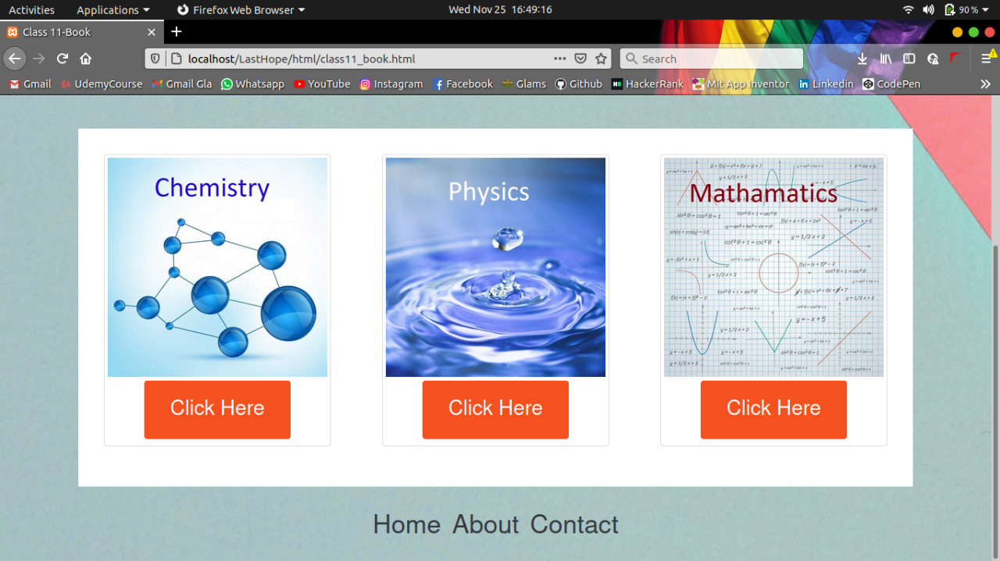 Activities Applications Firefox Web Browser Wed Nov 25 16:49:16 90%
Class 11-Book
localhost/LastHope/html/class11_book.html Search
Gmail UdemyCourse Gmail Gla Whatsapp YouTube Instagram Facebook Glams Github HackerRank Mit App Inventor Linkedin CodePen
Chemistry Physics Mathamatics
Click Here Click Here Click Here
Home About Contact